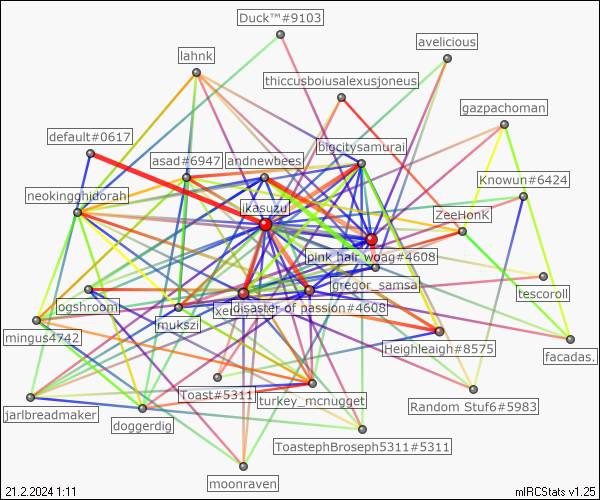 Duck™#9103
avelicious
lahnk
thiccusboiusalexusjoneus
gazpachoman
default#0617
bigcitysamurai
asad#6947
andnewbees
Knowun#6424
neokingghidorah
ikasuzu
ZeeHonK
pink hair woag#4608
gregor_samsa
tescoroll
ogshroom
disaster of passion#4608
mukszi
mingus4742
Heighleaigh#8575
facadas.
Toast#5311
turkey_mcnugget
Random Stuf6#5983
jarlbreadmaker
doggerdig
ToastephBroseph5311#5311
moonraven
21.2.2024 1:11
mIRCStats v1.25